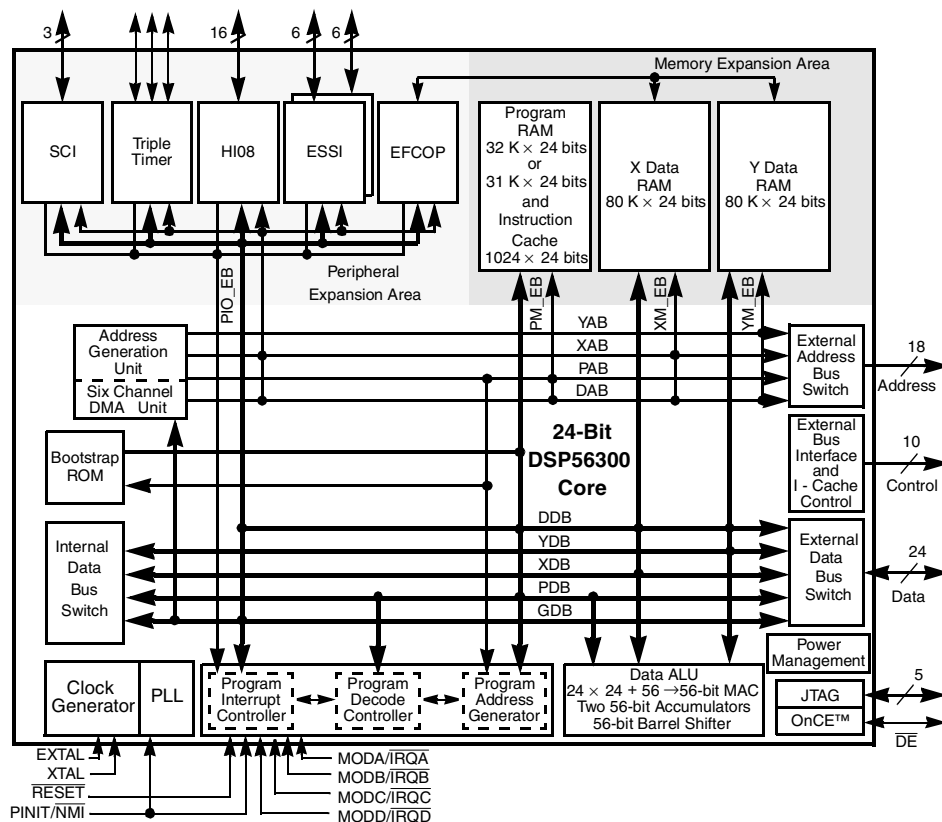 3
16
6
6
Memory Expansion Area
SCI
Triple
Timer
HI08
ESSI
EFCOP
Program
RAM
32 K × 24 bits
or
31 K × 24 bits
and
Instruction
Cache
1024 × 24 bits
X Data
RAM
80 K × 24 bits
Y Data
RAM
80 K × 24 bits
Peripheral
Expansion Area
PIO_EB
PM_EB
XM_EB
YM_EB
Address
Generation
Unit
Six Channel
DMA Unit
YAB
XAB
PAB
DAB
External
Address
Bus
Switch
18
Address
Bootstrap
ROM
24-Bit
DSP56300
Core
External
Bus
Interface
and
I - Cache
Control
10
Control
Internal
Data
Bus
Switch
DDB
YDB
XDB
PDB
GDB
External
Data
Bus
Switch
24
Data
Power
Management
Clock
Generator
PLL
Program
Interrupt
Controller
Program
Decode
Controller
Program
Address
Generator
Data ALU
24 × 24 + 56 →56-bit MAC
Two 56-bit Accumulators
56-bit Barrel Shifter
JTAG
OnCE™
5
DE
EXTAL
XTAL
RESET
PINIT/NMI
MODA/IRQA
MODB/IRQB
MODC/IRQC
MODD/IRQD